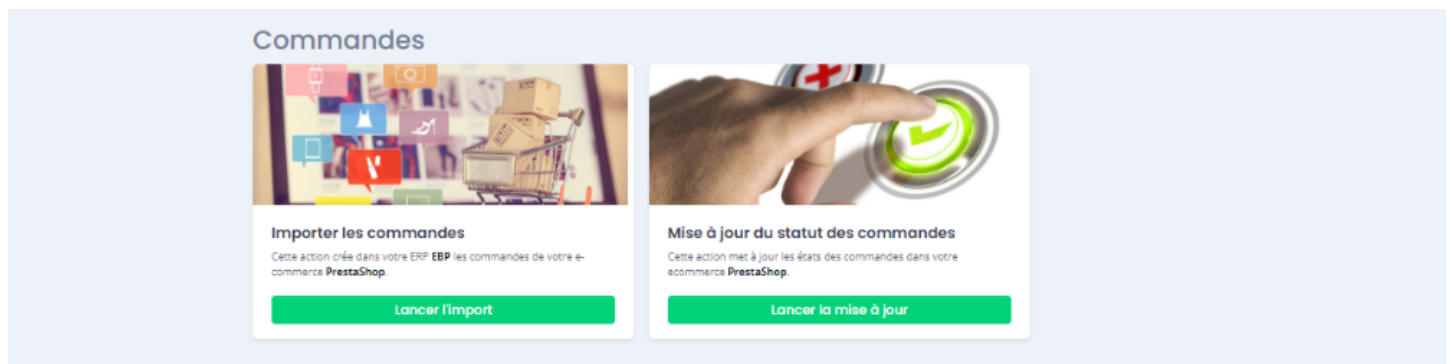 Commandes
Importer les commandes
Cette action crée dans votre ERP EBP les commandes de votre e-
commerce PrestaShop.
Lancer l'import
Mise à jour du statut des commandes
Cette action met à jour les états des commandes dans votre
ecommerce PrestaShop.
Lancer la mise à jour